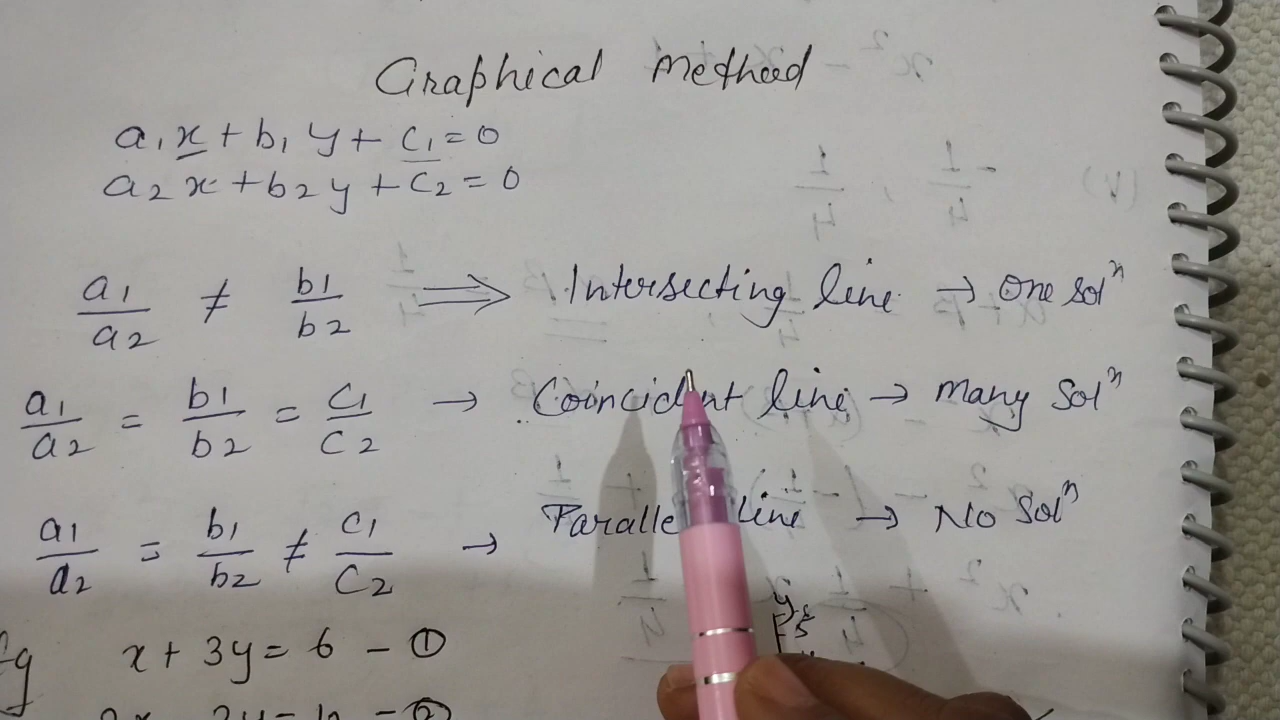 Graphical Method
a₁x + b₁y + c₁ = 0
a₂x + b₂y + c₂ = 0
a₁/a₂ ≠ b₁/b₂ ⟹ Intersecting line → One solⁿ
a₁/a₂ = b₁/b₂ = c₁/c₂ → Coincident line → Many Solⁿ
a₁/a₂ = b₁/b₂ ≠ c₁/c₂ → Parallel line → No Solⁿ
x + 3y = 6 - ①